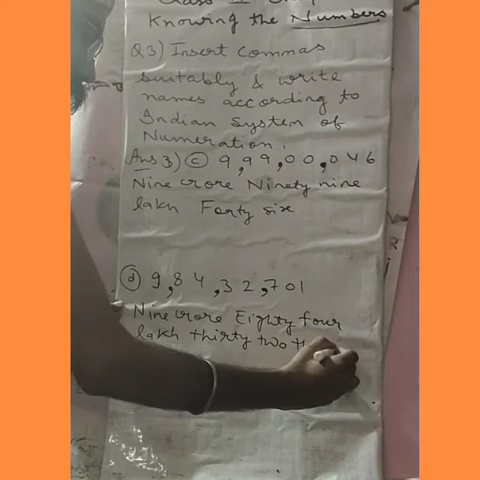 Knowing the Numbers
Q3) Insert commas
suitably & write
names according to
Indian System of
Numeration.
Ans 3) (c) 9,99,00,046
Nine crore Ninety nine
lakh Forty six
(d) 9,84,32,701
Nine crore Eighty four
lakh thirty two